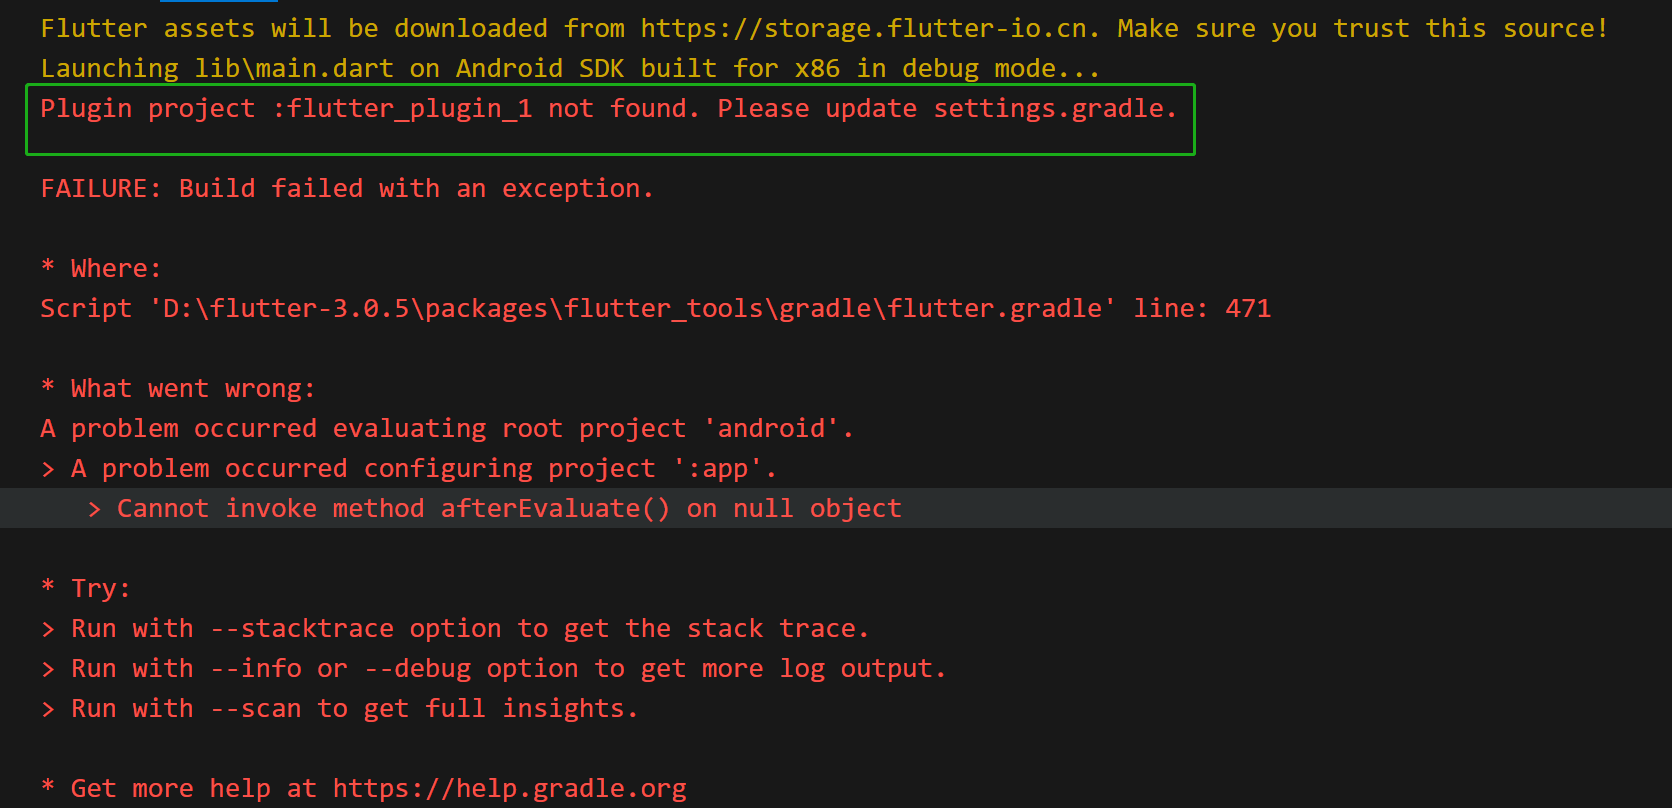 Flutter assets will be downloaded from https://storage.flutter-io.cn. Make sure you trust this source!
Launching lib\main.dart on Android SDK built for x86 in debug mode...
Plugin project :flutter_plugin_1 not found. Please update settings.gradle.
FAILURE: Build failed with an exception.
* Where:
Script 'D:\flutter-3.0.5\packages\flutter_tools\gradle\flutter.gradle' line: 471
* What went wrong:
A problem occurred evaluating root project 'android'.
> A problem occurred configuring project ':app'.
> Cannot invoke method afterEvaluate() on null object
* Try:
> Run with --stacktrace option to get the stack trace.
> Run with --info or --debug option to get more log output.
> Run with --scan to get full insights.
* Get more help at https://help.gradle.org